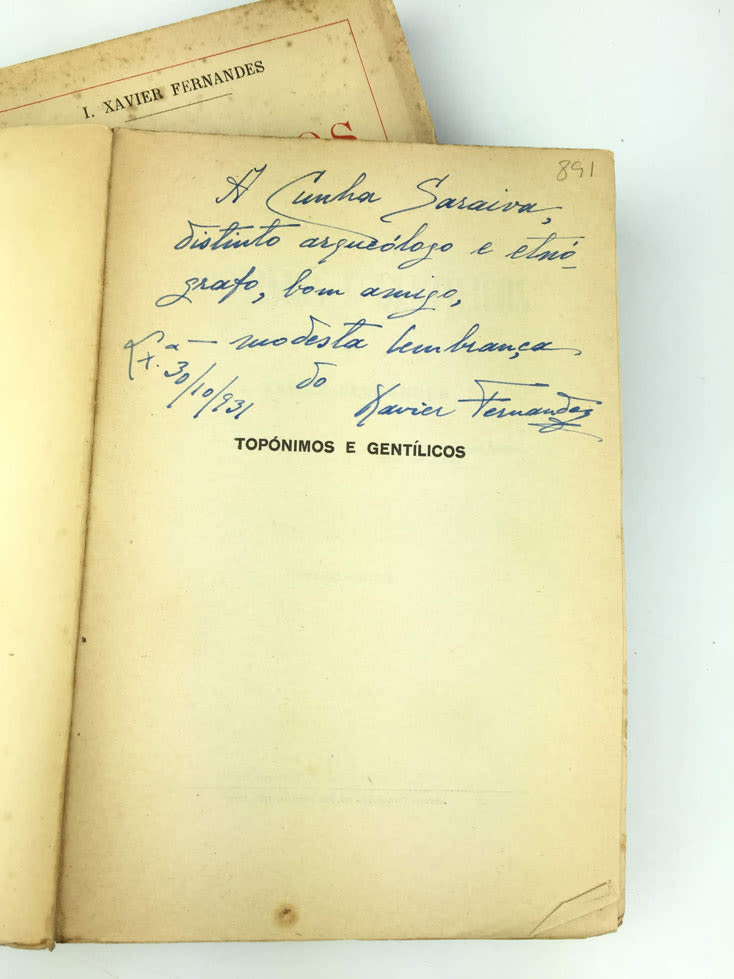 I. XAVIER FERNANDES
891
A Cunha Saraiva,
distinto arqueólogo e etnó-
grafo, bom amigo,
— modesta lembrança
do
30/10/931
Xavier Fernandes
TOPÓNIMOS E GENTÍLICOS